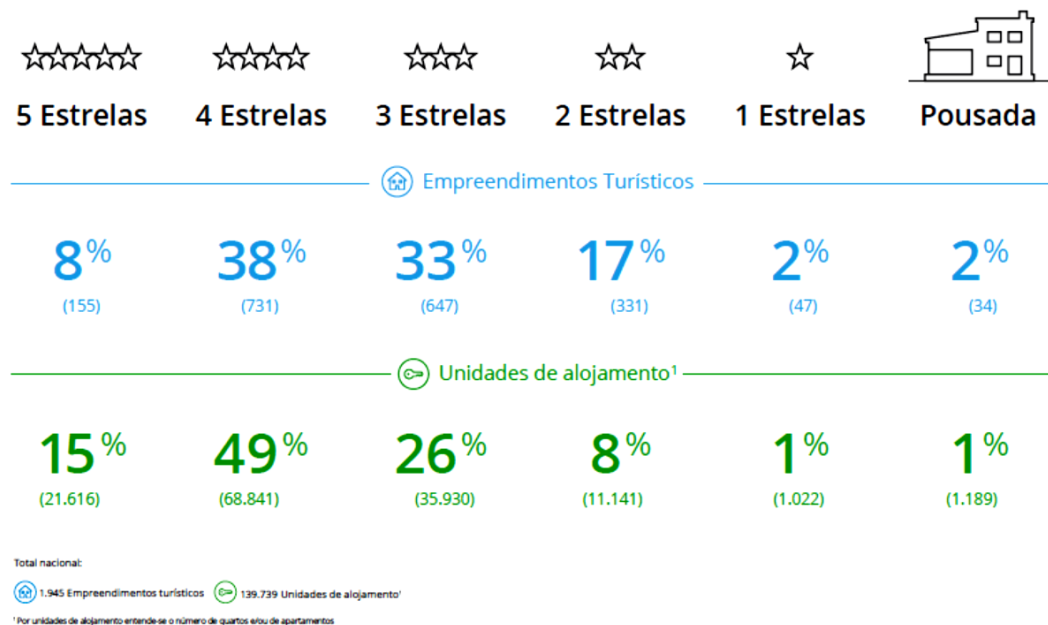 5 Estrelas 4 Estrelas 3 Estrelas 2 Estrelas 1 Estrelas Pousada
Empreendimentos Turísticos
8% 38% 33% 17% 2% 2%
(155) (731) (647) (331) (47) (34)
Unidades de alojamento¹
15% 49% 26% 8% 1% 1%
(21.616) (68.841) (35.930) (11.141) (1.022) (1.189)
Total nacional:
1.945 Empreendimentos turísticos 139.739 Unidades de alojamento¹
¹ Por unidades de alojamento entende-se o número de quartos e/ou de apartamentos